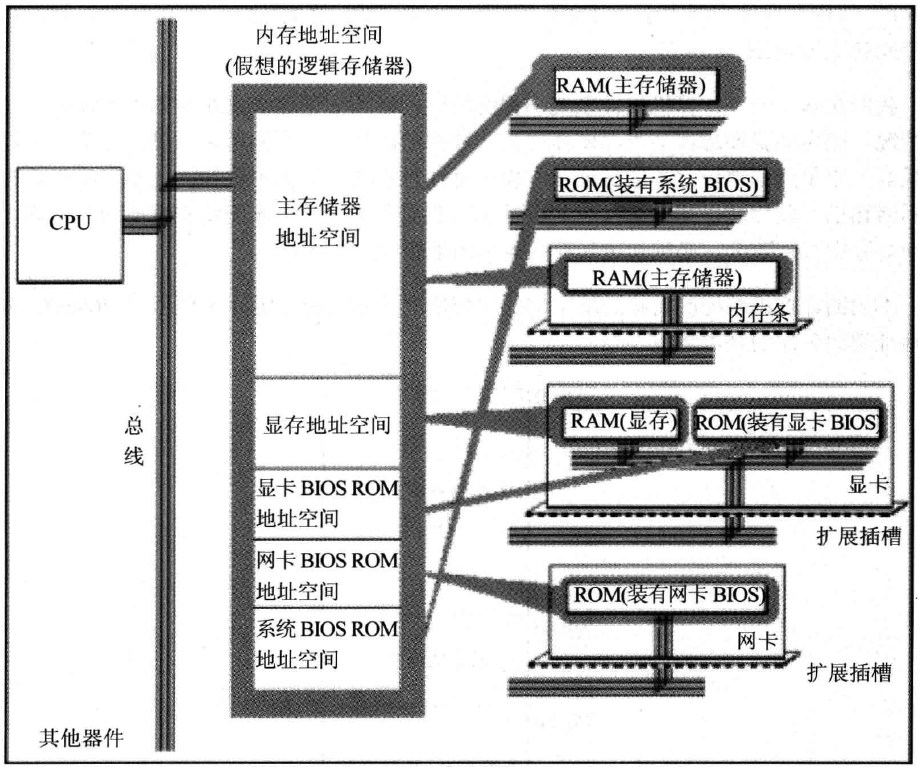 内存地址空间
(假想的逻辑存储器)
RAM(主存储器)
ROM(装有系统 BIOS)
CPU
主存储器
地址空间
RAM(主存储器)
内存条
总
线
显存地址空间
RAM(显存)
ROM(装有显卡 BIOS)
显卡
显卡 BIOS ROM
地址空间
扩展插槽
网卡 BIOS ROM
地址空间
ROM(装有网卡 BIOS)
网卡
系统 BIOS ROM
地址空间
扩展插槽
其他器件